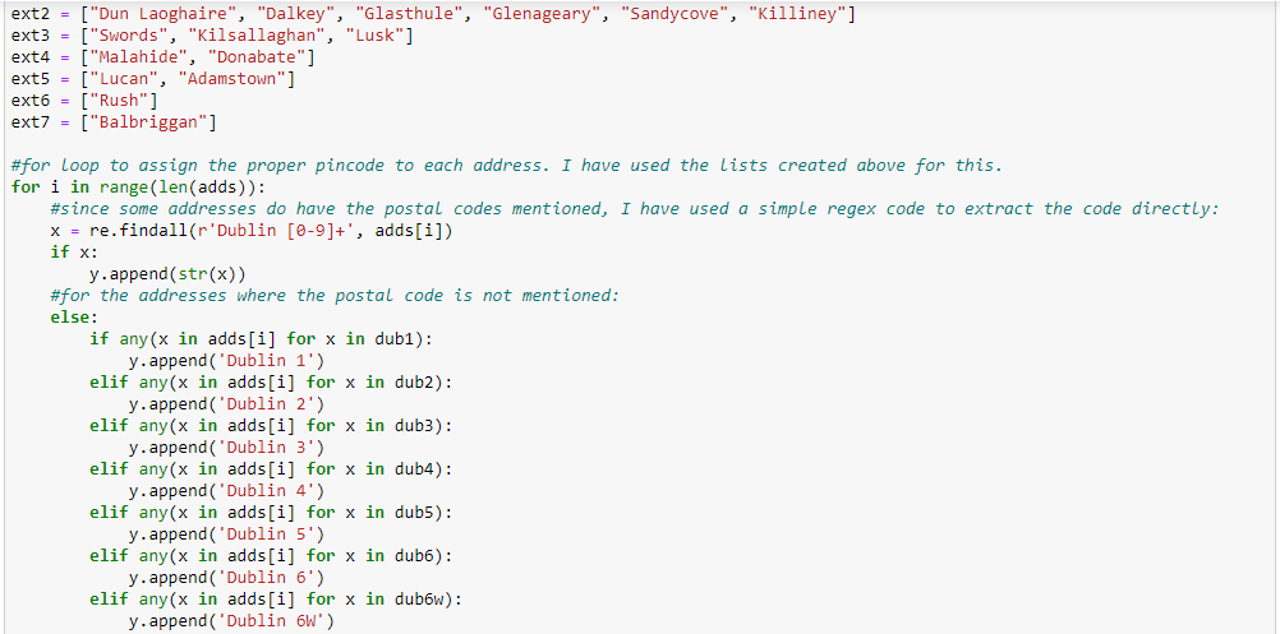 ext2 = ["Dun Laoghaire", "Dalkey", "Glasthule", "Glenageary", "Sandycove", "Killiney"]
ext3 = ["Swords", "Kilsallaghan", "Lusk"]
ext4 = ["Malahide", "Donabate"]
ext5 = ["Lucan", "Adamstown"]
ext6 = ["Rush"]
ext7 = ["Balbriggan"]

#for loop to assign the proper pincode to each address. I have used the lists created above for this.
for i in range(len(adds)):
    #since some addresses do have the postal codes mentioned, I have used a simple regex code to extract the code directly:
    x = re.findall(r'Dublin [0-9]+', adds[i])
    if x:
        y.append(str(x))
    #for the addresses where the postal code is not mentioned:
    else:
        if any(x in adds[i] for x in dub1):
            y.append('Dublin 1')
        elif any(x in adds[i] for x in dub2):
            y.append('Dublin 2')
        elif any(x in adds[i] for x in dub3):
            y.append('Dublin 3')
        elif any(x in adds[i] for x in dub4):
            y.append('Dublin 4')
        elif any(x in adds[i] for x in dub5):
            y.append('Dublin 5')
        elif any(x in adds[i] for x in dub6):
            y.append('Dublin 6')
        elif any(x in adds[i] for x in dub6w):
            y.append('Dublin 6W')